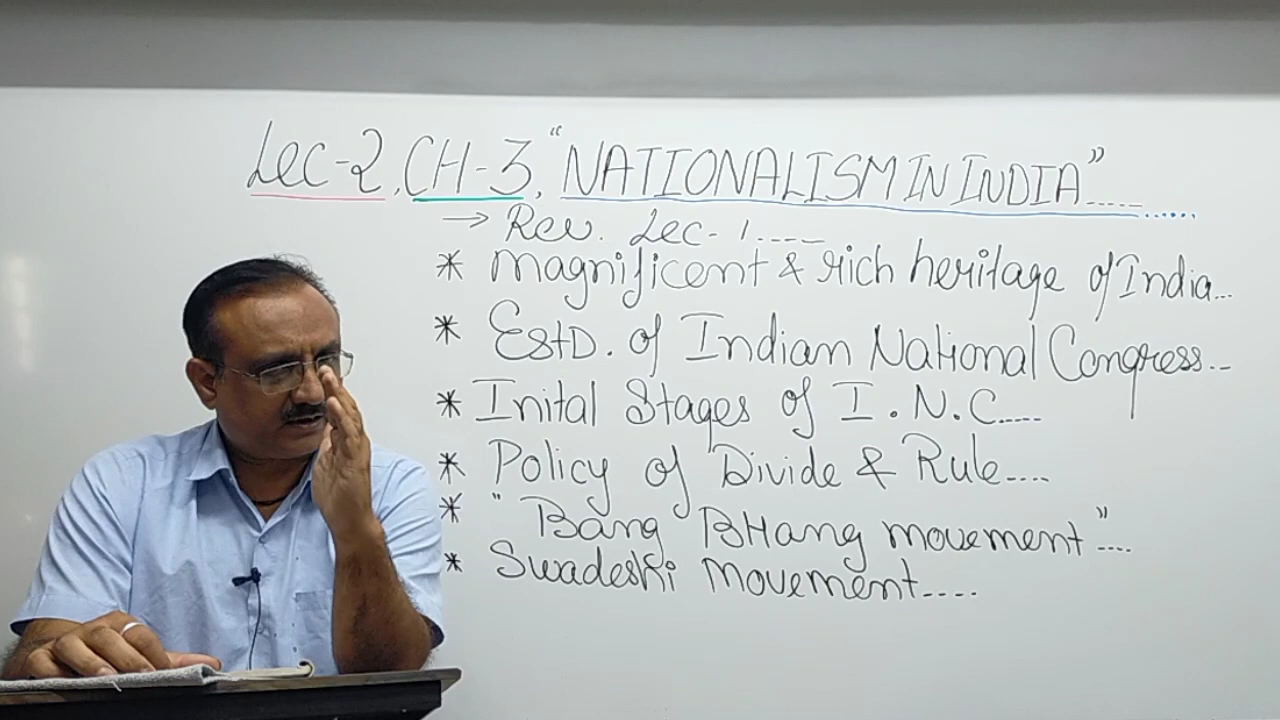 Lec-2, CH-3, "NATIONALISM IN INDIA".....
→ Rev. Lec-1.....
* Magnificent & rich heritage of India...
* EstD. of Indian National Congress...
* Inital Stages of I.N.C.....
* Policy of Divide & Rule....
* "Bang BHang movement"...
* Swadeshi Movement.....